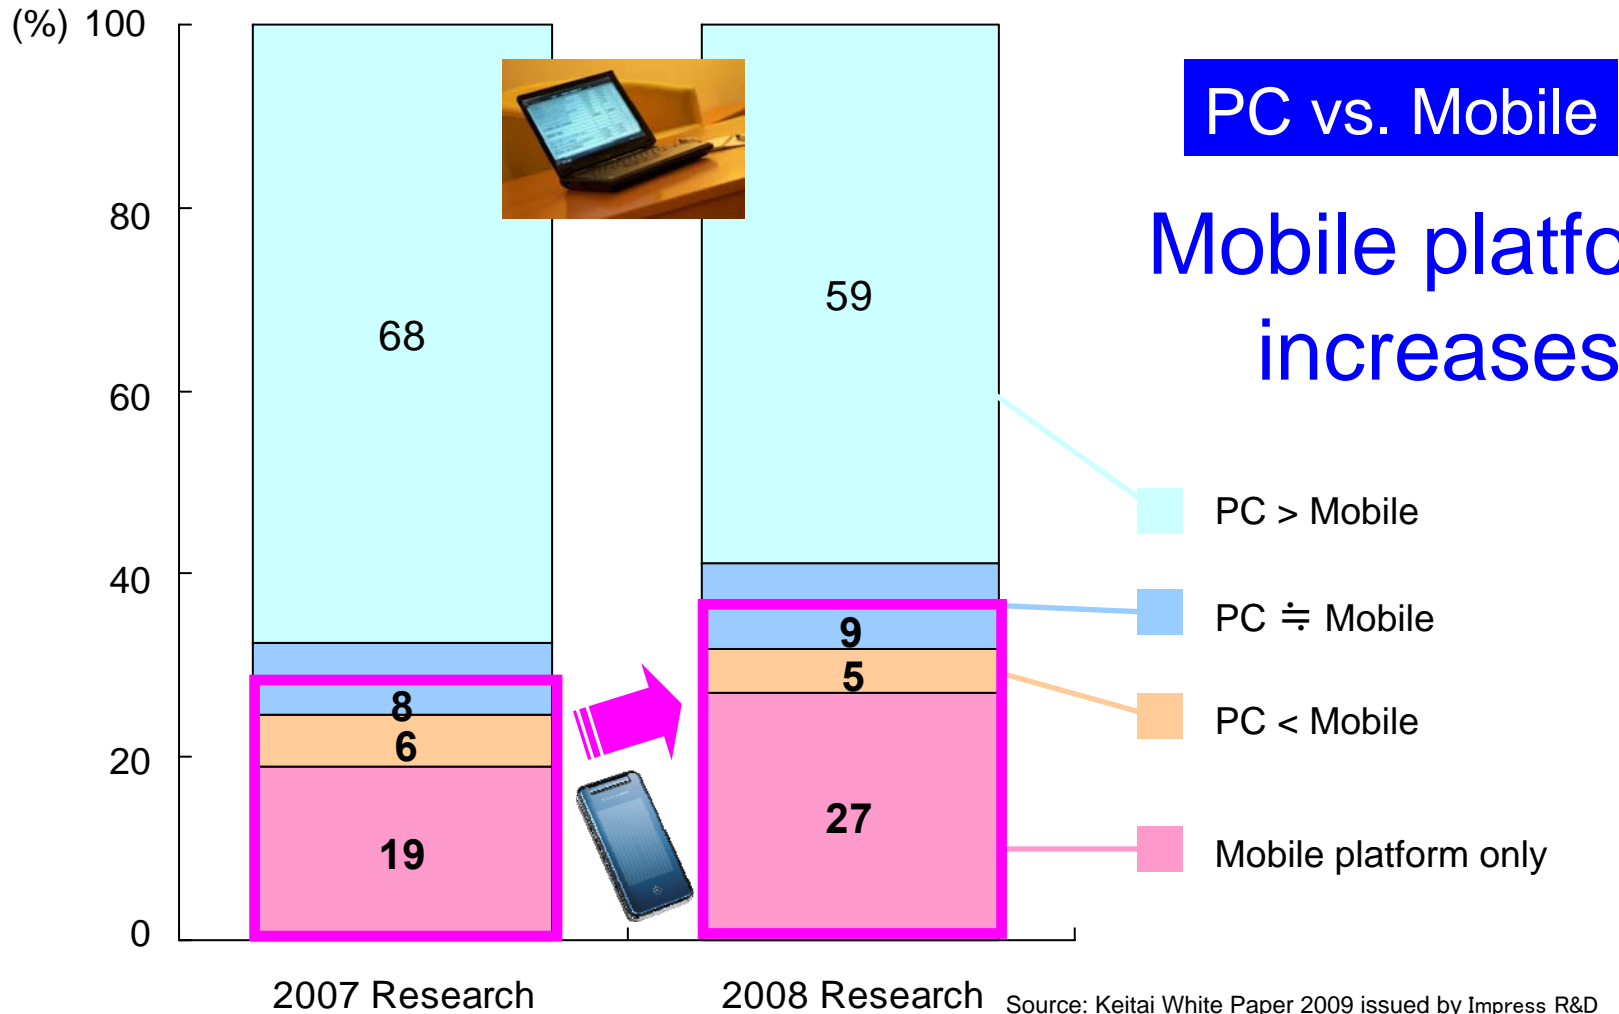 (%) 100
80
60
40
20
0
68
8
6
19
59
9
5
27
PC vs. Mobile
Mobile platfo
increases
PC > Mobile
PC ≒ Mobile
PC < Mobile
Mobile platform only
2007 Research
2008 Research
Source: Keitai White Paper 2009 issued by Impress R&D